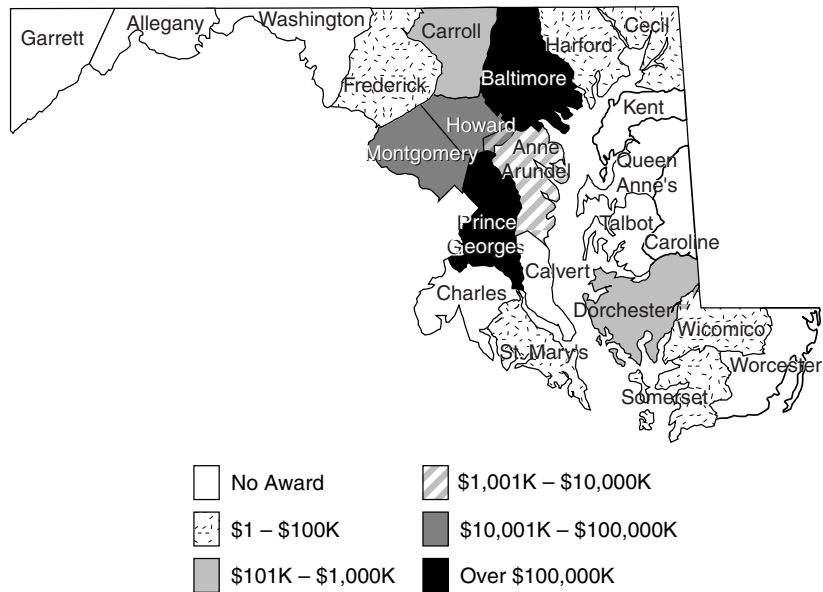 Garrett
Allegany
Washington
Frederick
Carroll
Baltimore
Harford
Cecil
Howard
Montgomery
Anne
Arundel
Kent
Queen
Anne's
Talbot
Caroline
Prince
Georges
Calvert
Charles
St. Mary's
Dorchester
Wicomico
Worcester
Somerset
No Award
$1 – $100K
$101K – $1,000K
$1,001K – $10,000K
$10,001K – $100,000K
Over $100,000K